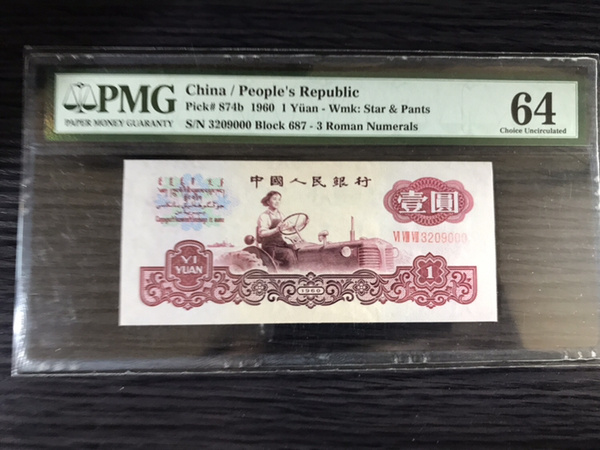 PMG
PAPER MONEY GUARANTY
China / People's Republic
Pick# 874b 1960 1 Yüan - Wmk: Star & Pants
S/N 3209000 Block 687 - 3 Roman Numerals
64
Choice Uncirculated
中國人民銀行
壹圓
VI VIII VII 3209000
YI
YUAN
1960
1